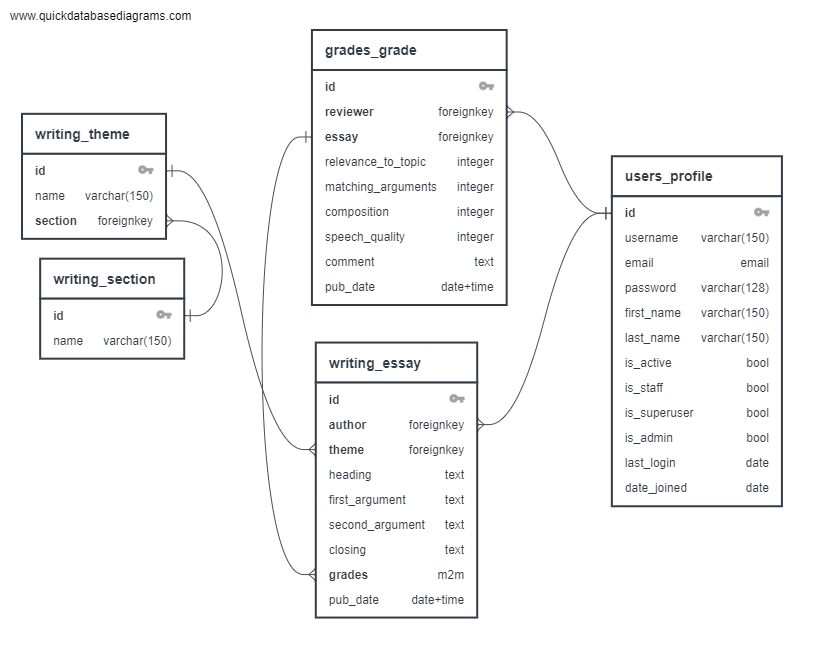 www.quickdatabasediagrams.com
writing_theme
id
name varchar(150)
section foreignkey
writing_section
id
name varchar(150)
grades_grade
id
reviewer foreignkey
essay foreignkey
relevance_to_topic integer
matching_arguments integer
composition integer
speech_quality integer
comment text
pub_date date+time
writing_essay
id
author foreignkey
theme foreignkey
heading text
first_argument text
second_argument text
closing text
grades m2m
pub_date date+time
users_profile
id
username varchar(150)
email email
password varchar(128)
first_name varchar(150)
last_name varchar(150)
is_active bool
is_staff bool
is_superuser bool
is_admin bool
last_login date
date_joined date